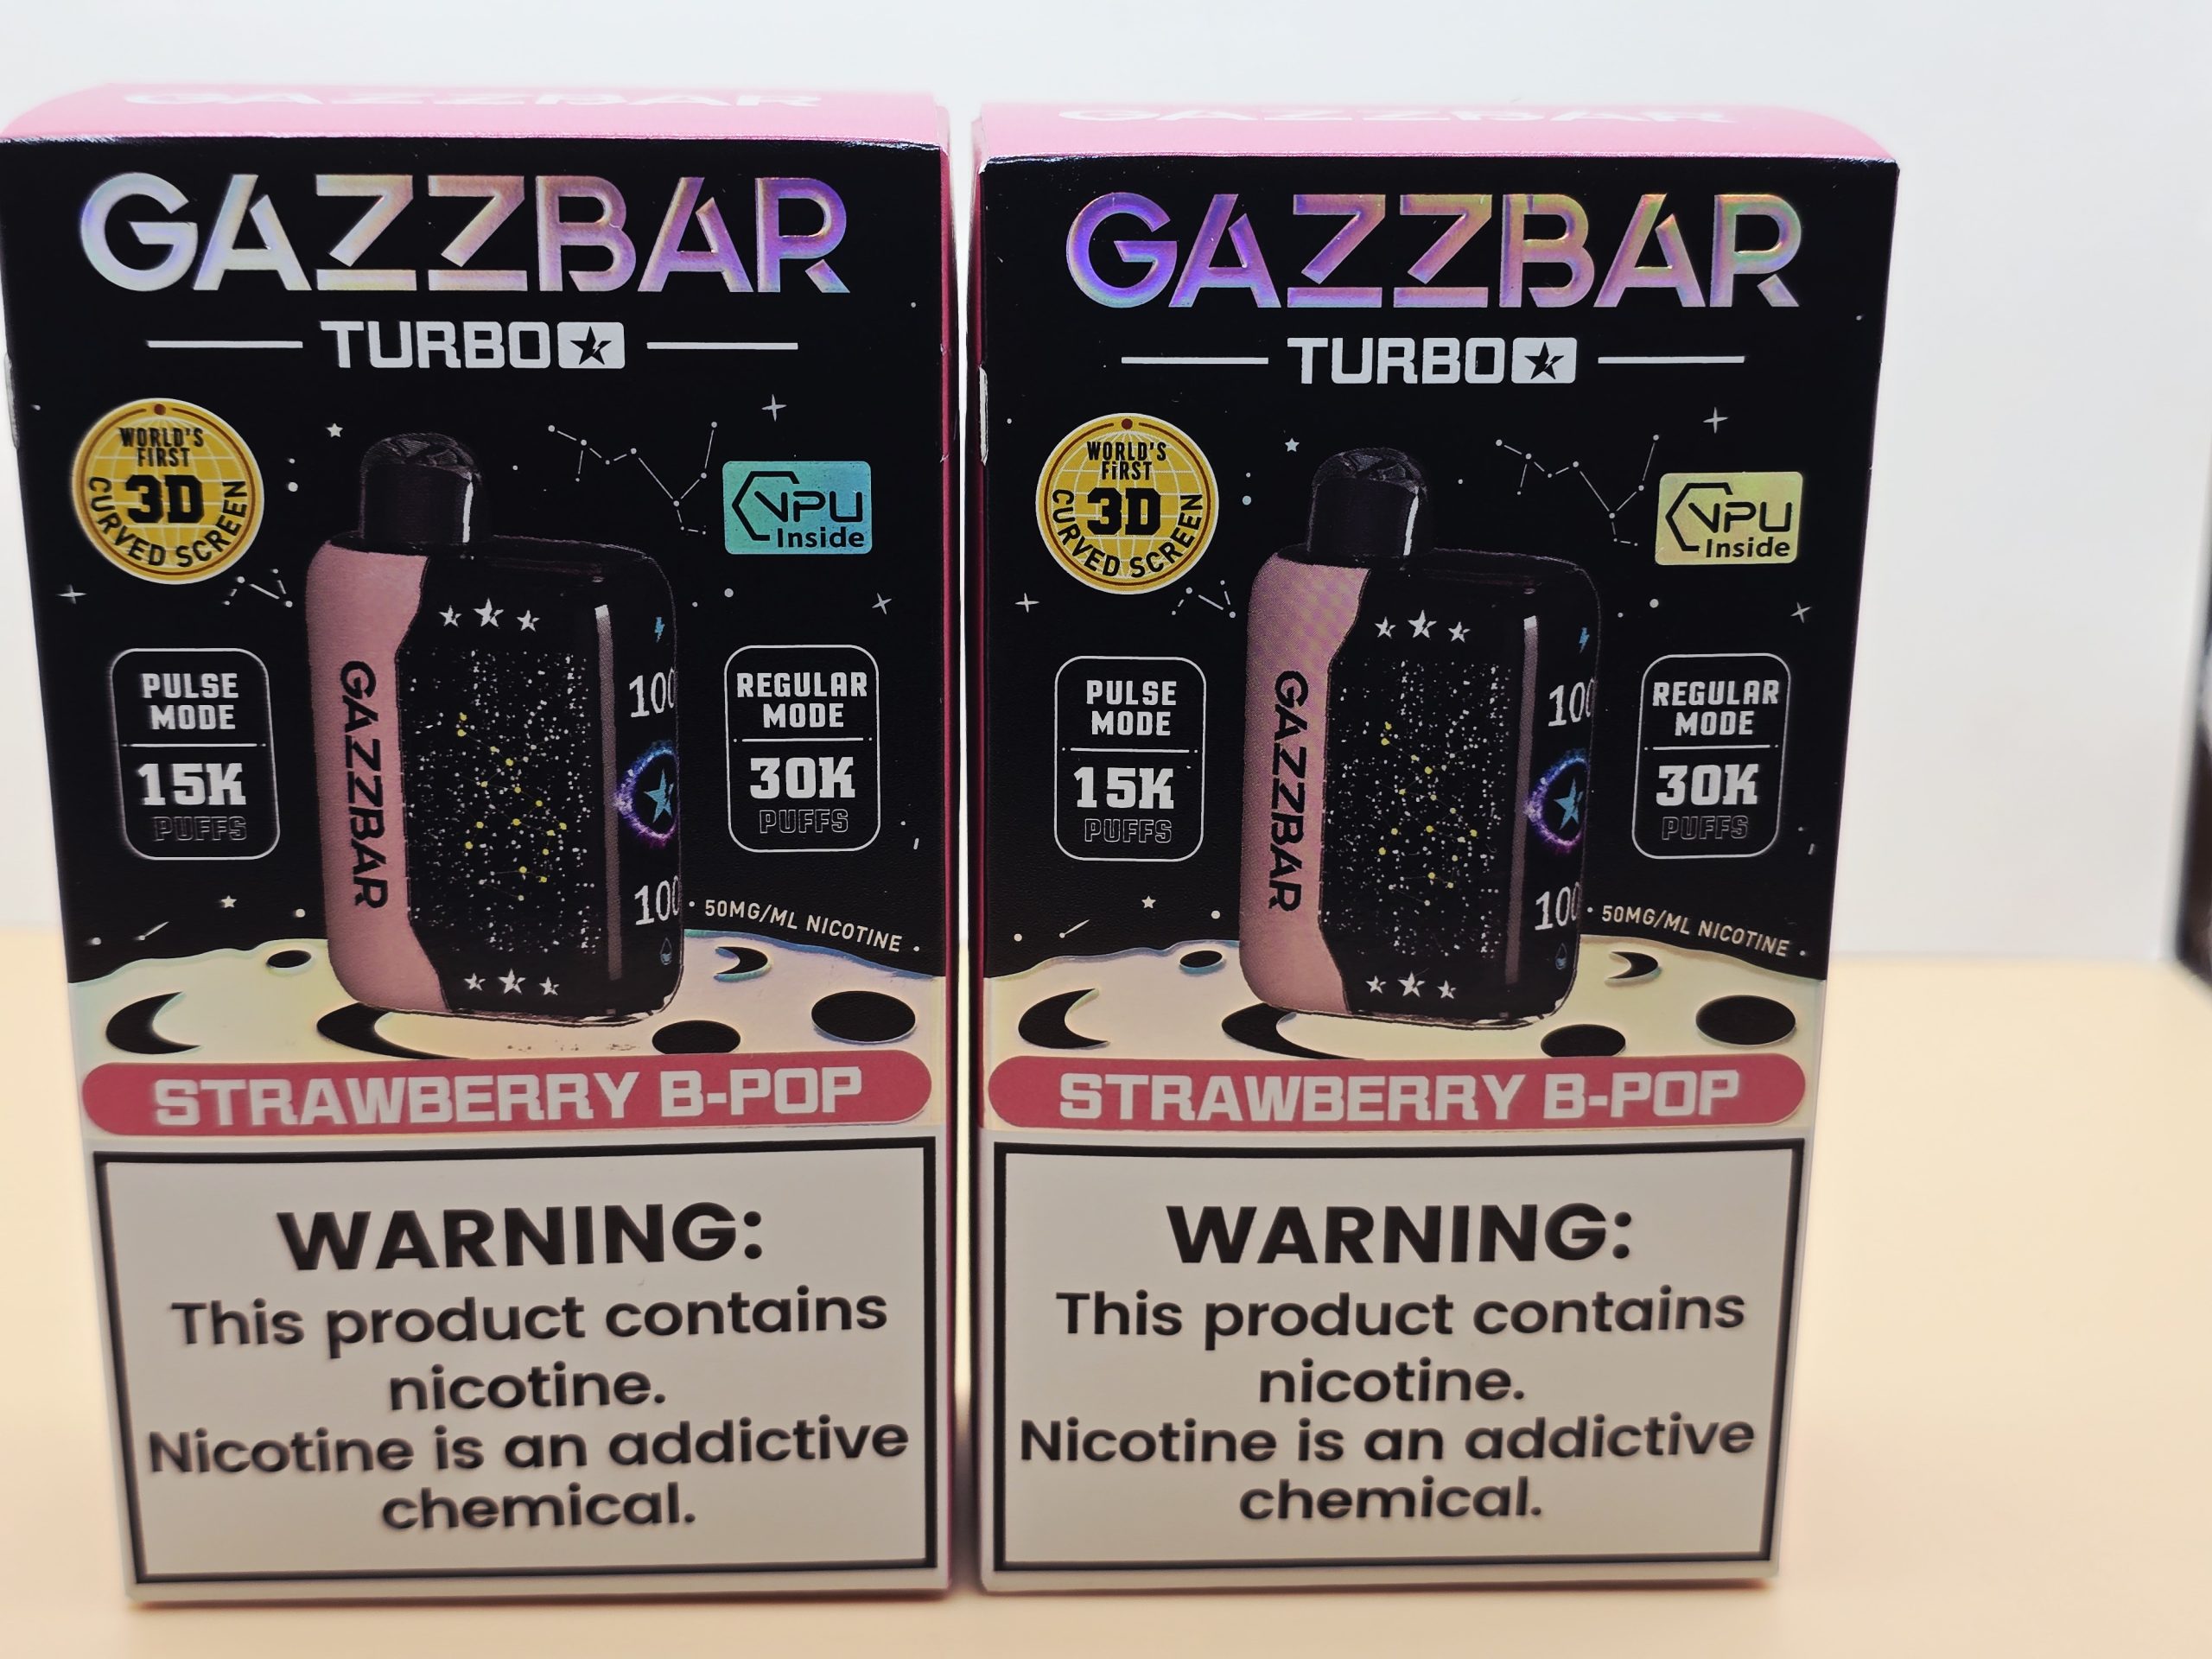 GAZZBAR
GAZZBAR
TURBO
WORLD'S
FIRST
3D
CURVED SCREEN
VPU
Inside
PULSE
MODE
15K
PUFFS
REGULAR
MODE
30K
PUFFS
GAZZBAR
100
100
50MG/ML NICOTINE
STRAWBERRY B-POP
WARNING:
This product contains
nicotine.
Nicotine is an addictive
chemical.
GAZZBAR
GAZZBAR
TURBO
WORLD'S
FiRST
3D
CURVED SCREEN
VPU
Inside
PULSE
MODE
15K
PUFFS
REGULAR
MODE
30K
PUFFS
GAZZBAR
100
100
50MG/ML NICOTINE
STRAWBERRY B-POP
WARNING:
This product contains
nicotine.
Nicotine is an addictive
chemical.